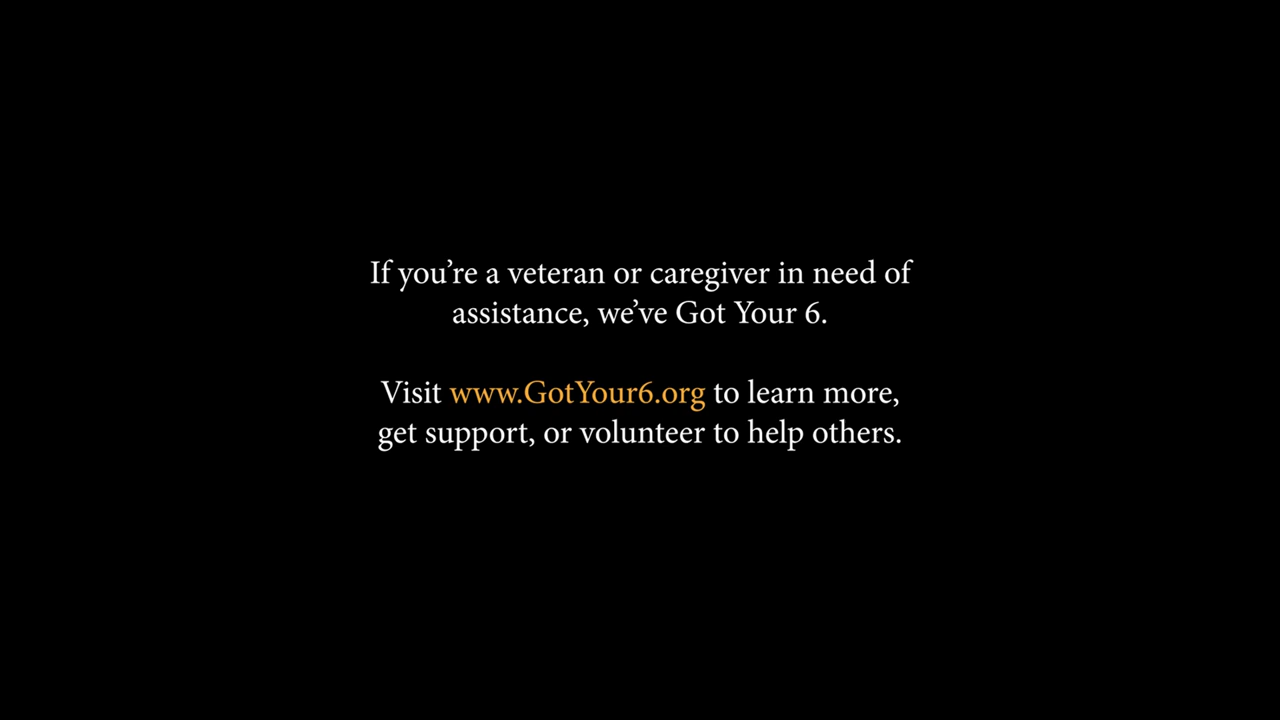 If you’re a veteran or caregiver in need of
assistance, we’ve Got Your 6.
Visit www.GotYour6.org to learn more,
get support, or volunteer to help others.